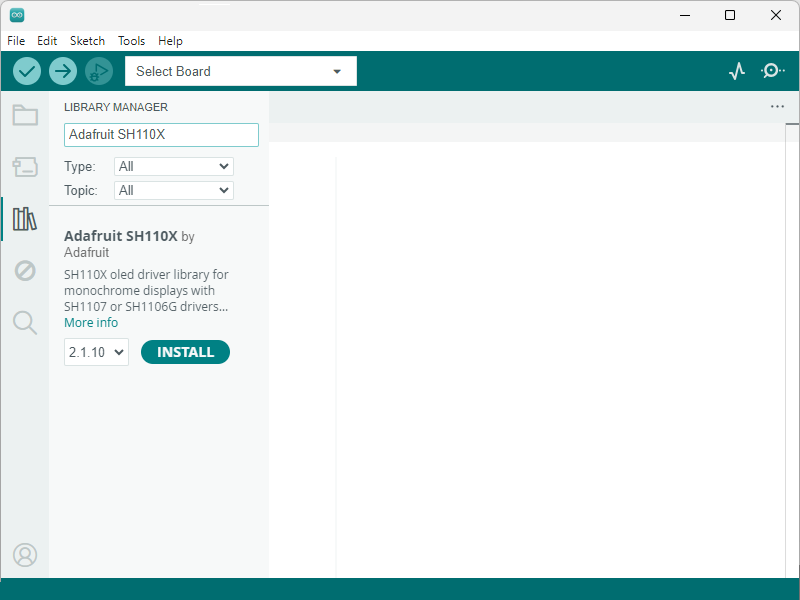 File Edit Sketch Tools Help
Select Board
LIBRARY MANAGER
Adafruit SH110X
Type: All
Topic: All
Adafruit SH110X by
Adafruit
SH110X oled driver library for
monochrome displays with
SH1107 or SH1106G drivers...
More info
2.1.10 INSTALL